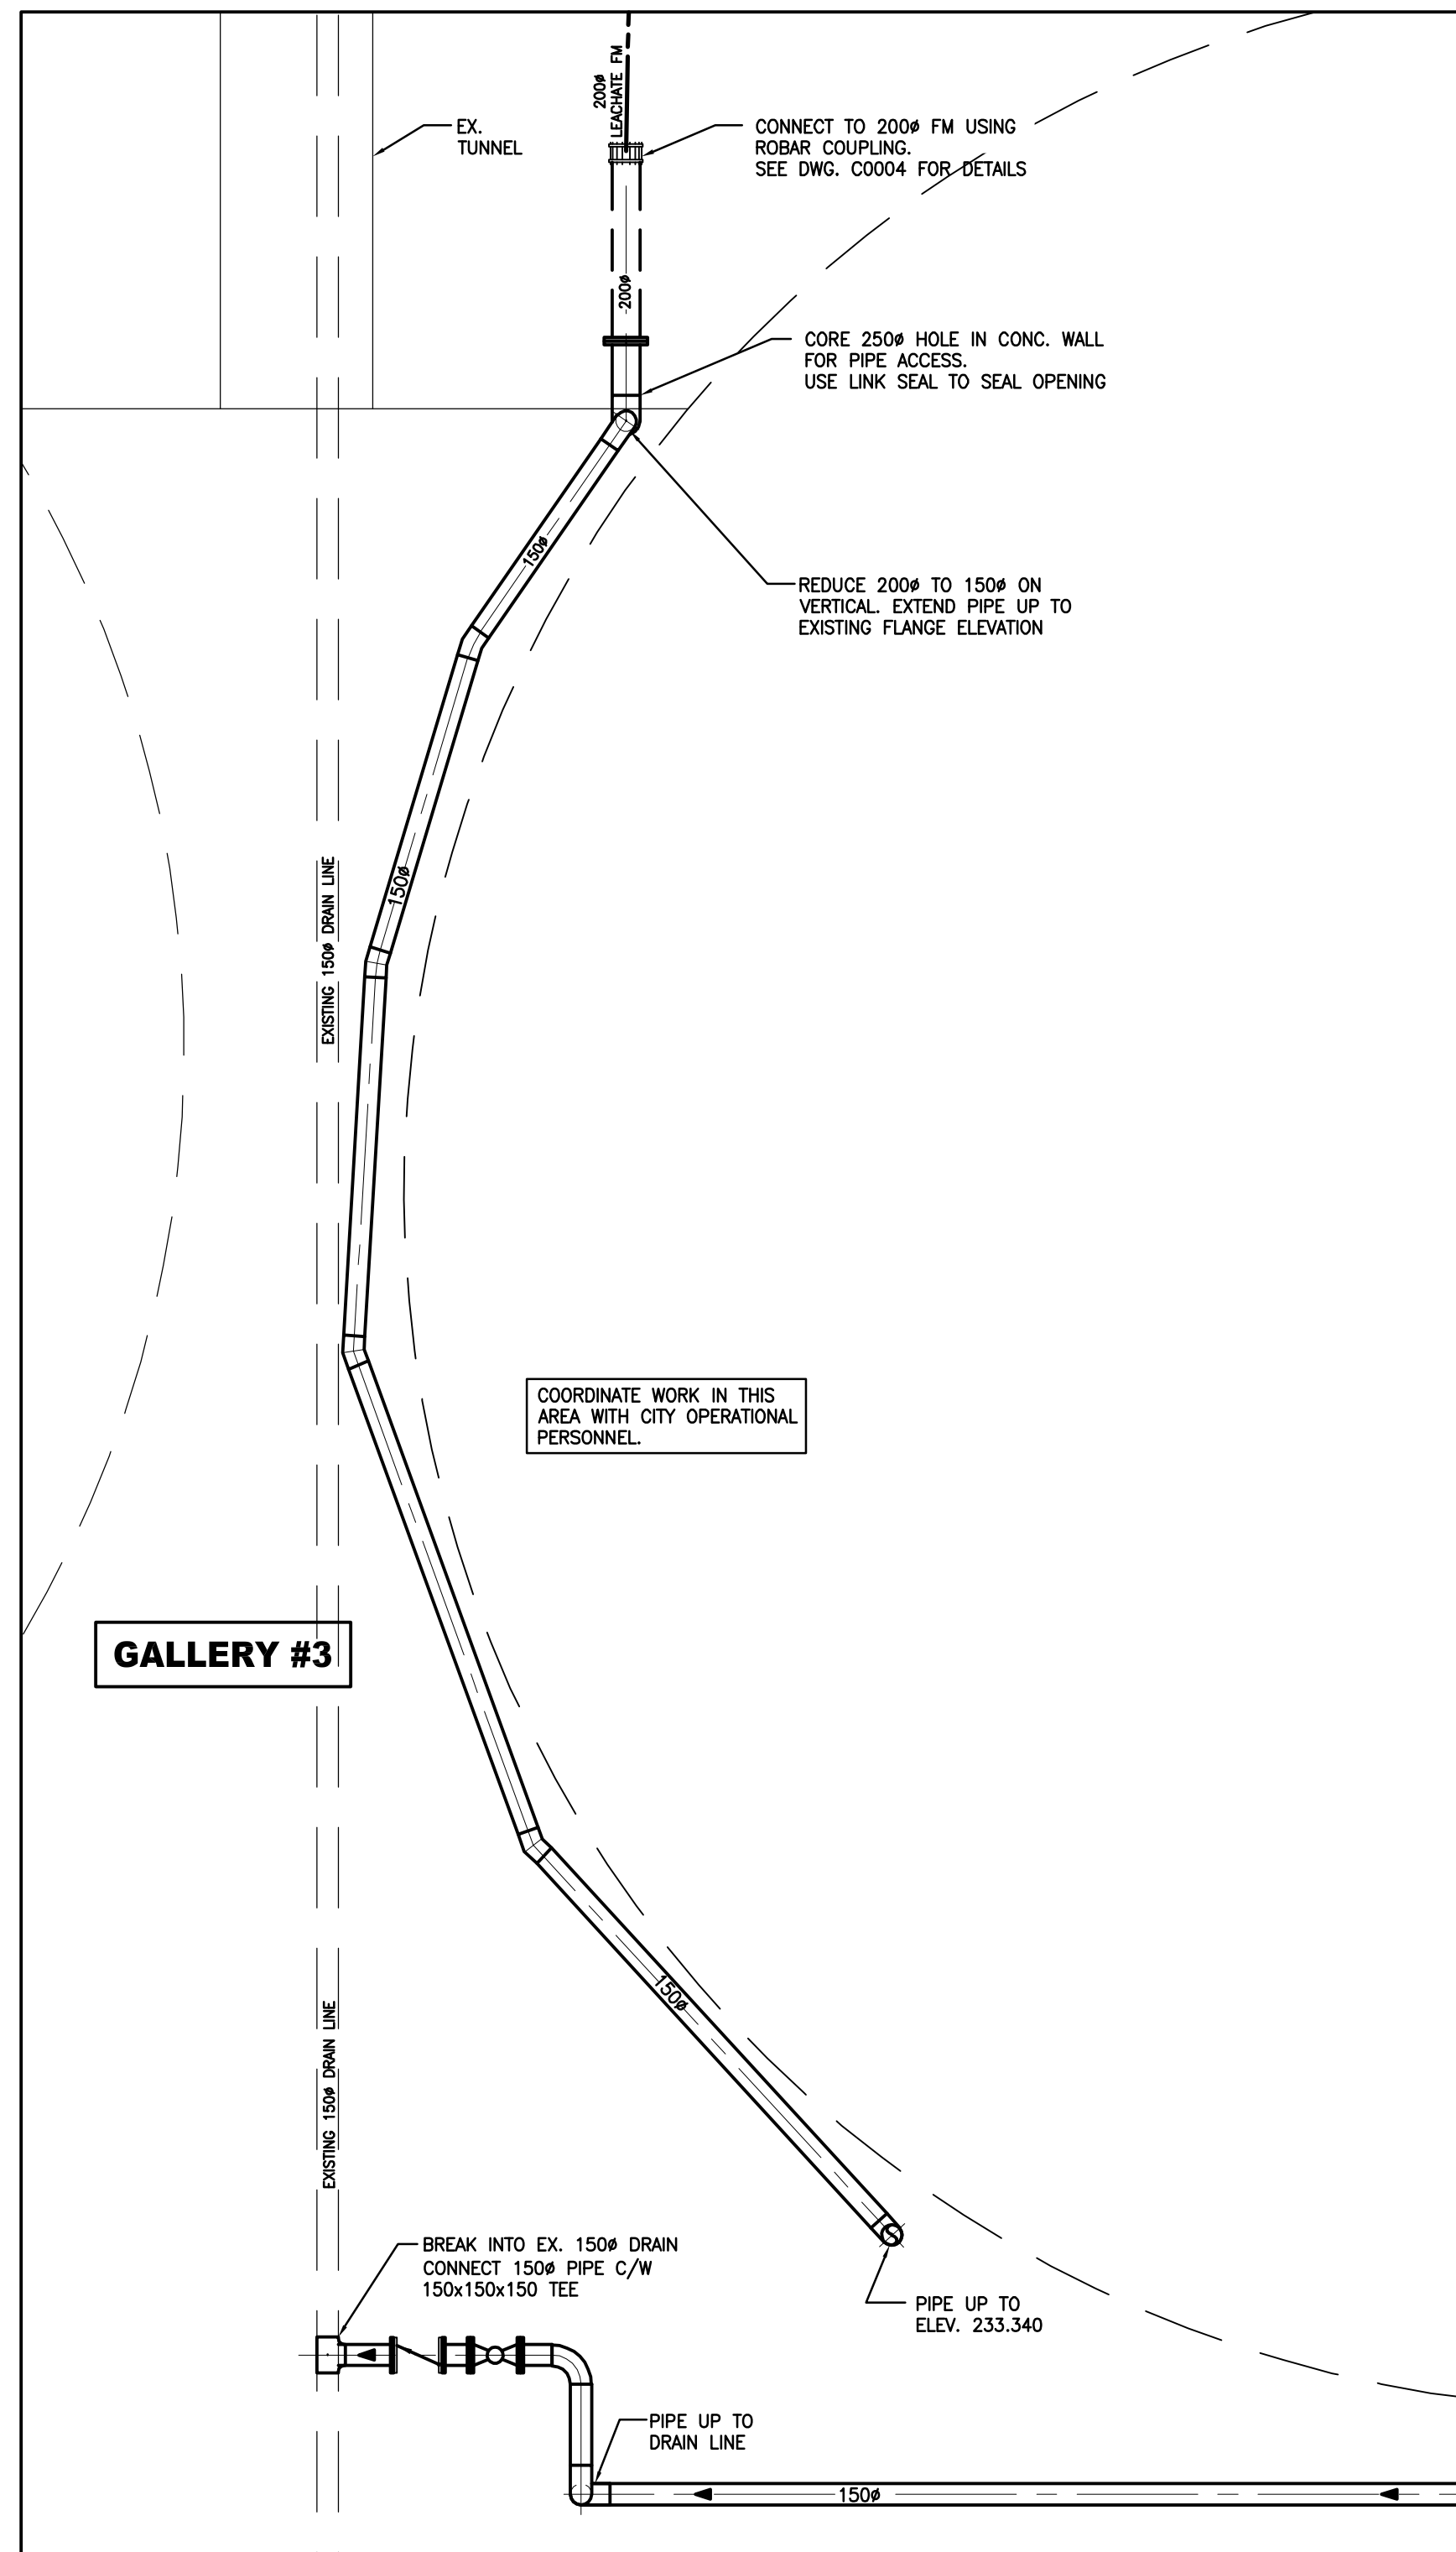 200ø
LEACHATE FM
EX.
TUNNEL
CONNECT TO 200ø FM USING
ROBAR COUPLING.
SEE DWG. C0004 FOR DETAILS
200ø
CORE 250ø HOLE IN CONC. WALL
FOR PIPE ACCESS.
USE LINK SEAL TO SEAL OPENING
150ø
REDUCE 200ø TO 150ø ON
VERTICAL. EXTEND PIPE UP TO
EXISTING FLANGE ELEVATION
150ø
EXISTING 150ø DRAIN LINE
COORDINATE WORK IN THIS
AREA WITH CITY OPERATIONAL
PERSONNEL.
GALLERY #3
150ø
EXISTING 150ø DRAIN LINE
BREAK INTO EX. 150ø DRAIN
CONNECT 150ø PIPE C/W
150x150x150 TEE
PIPE UP TO
ELEV. 233.340
PIPE UP TO
DRAIN LINE
150ø